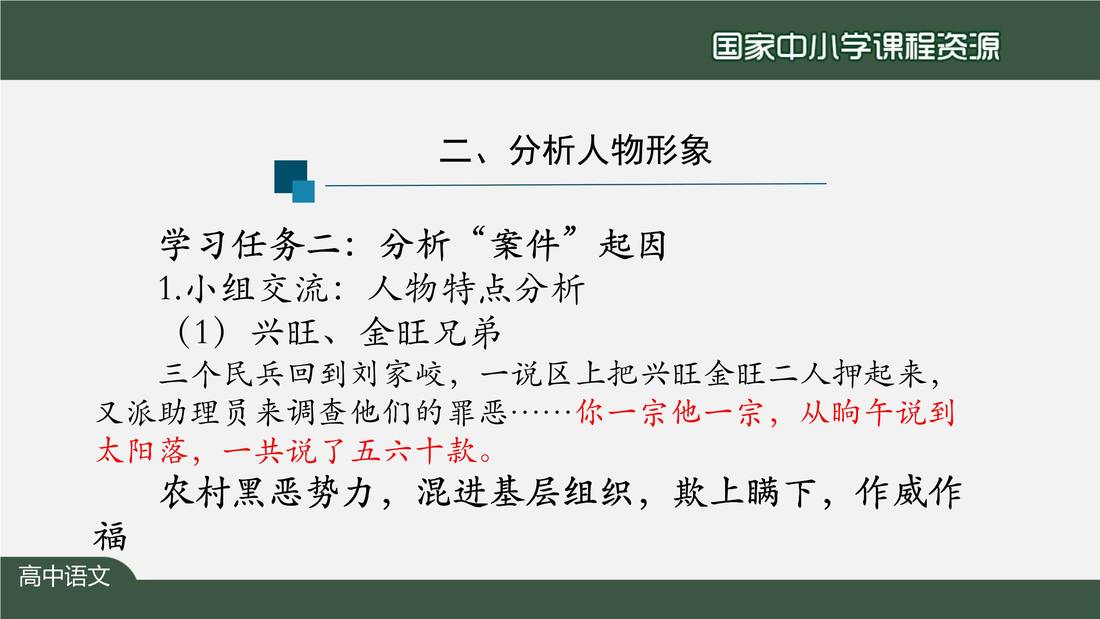 国家中小学课程资源
二、分析人物形象
学习任务二：分析“案件”起因
1.小组交流：人物特点分析
（1）兴旺、金旺兄弟
三个民兵回到刘家峧，一说区上把兴旺金旺二人押起来，
又派助理员来调查他们的罪恶……你一宗他一宗，从晌午说到
太阳落，一共说了五六十款。
农村黑恶势力，混进基层组织，欺上瞒下，作威作
福
高中语文